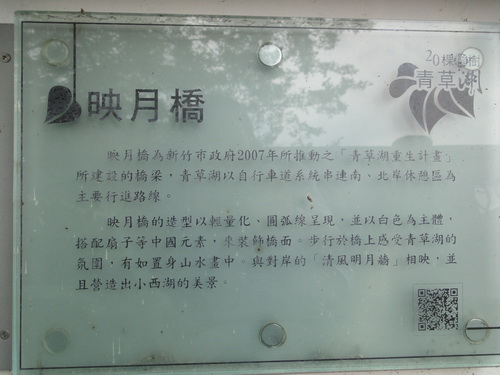 20棵樹
青草湖
映月橋
映月橋為新竹市政府2007年所推動之「青草湖重生計畫」
所建設的橋梁，青草湖以自行車道系統串連南、北岸休憩區為
主要行進路線。
映月橋的造型以輕量化、圓弧線呈現，並以白色為主體，
搭配扇子等中國元素，來裝飾橋面。步行於橋上感受青草湖的
氛圍，有如置身山水畫中。與對岸的「清風明月牆」相映，並
且營造出小西湖的美景。